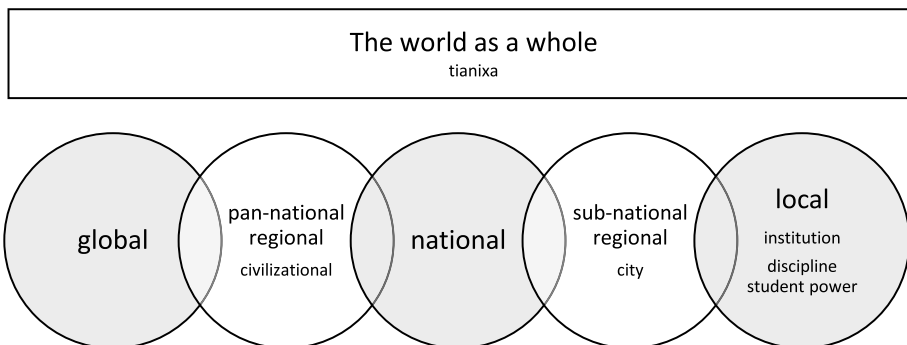 The world as a whole
tianixa
global
pan-national
regional
civilizational
national
sub-national
regional
city
local
institution
discipline
student power